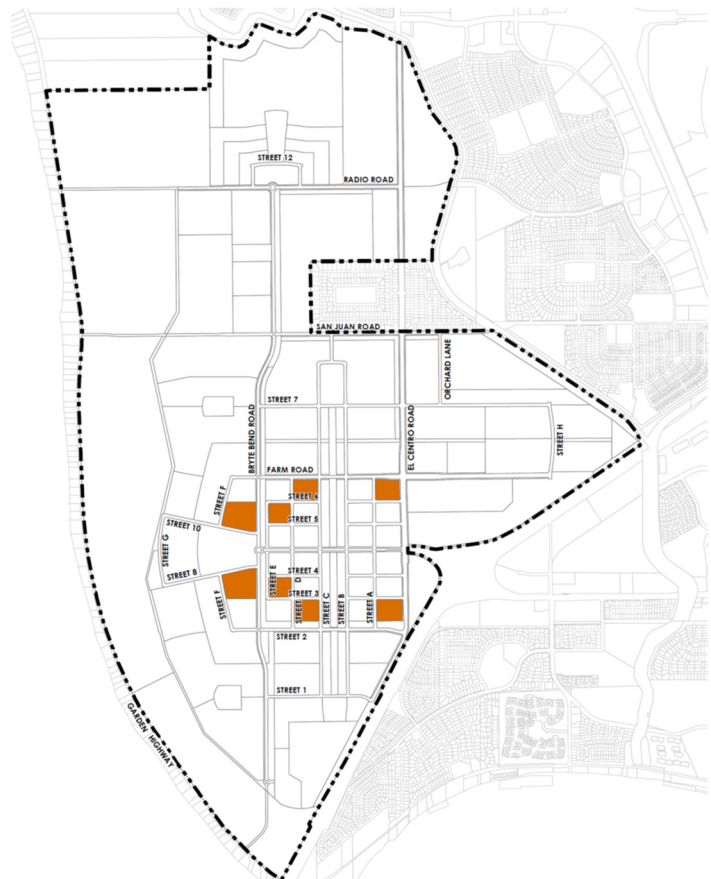 STREET 12
RADIO ROAD
SAN JUAN ROAD
ORCHARD LANE
STREET 7
BRYTE BEND ROAD
EL CENTRO ROAD
STREET H
FARM ROAD
STREET F
STREET 6
STREET 10
STREET 5
STREET G
STREET 8
STREET E
STREET 4
STREET D
STREET 3
STREET F
STREET C
STREET B
STREET A
STREET 2
STREET 1
GARDEN HIGHWAY